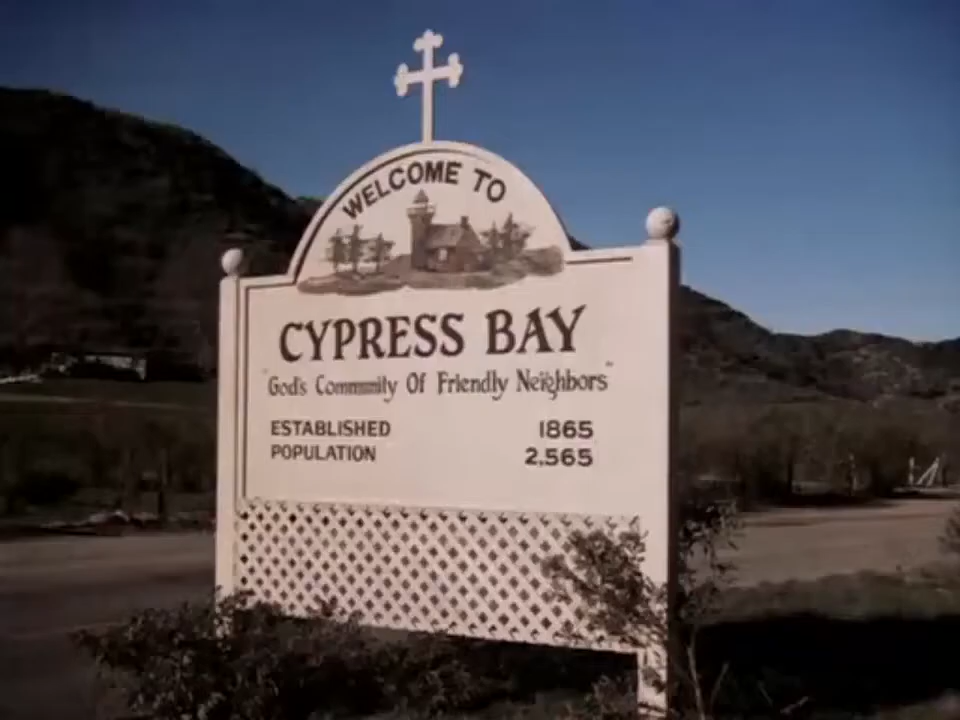 WELCOME TO
CYPRESS BAY
"God's Community Of Friendly Neighbors"
ESTABLISHED 1865
POPULATION 2,565